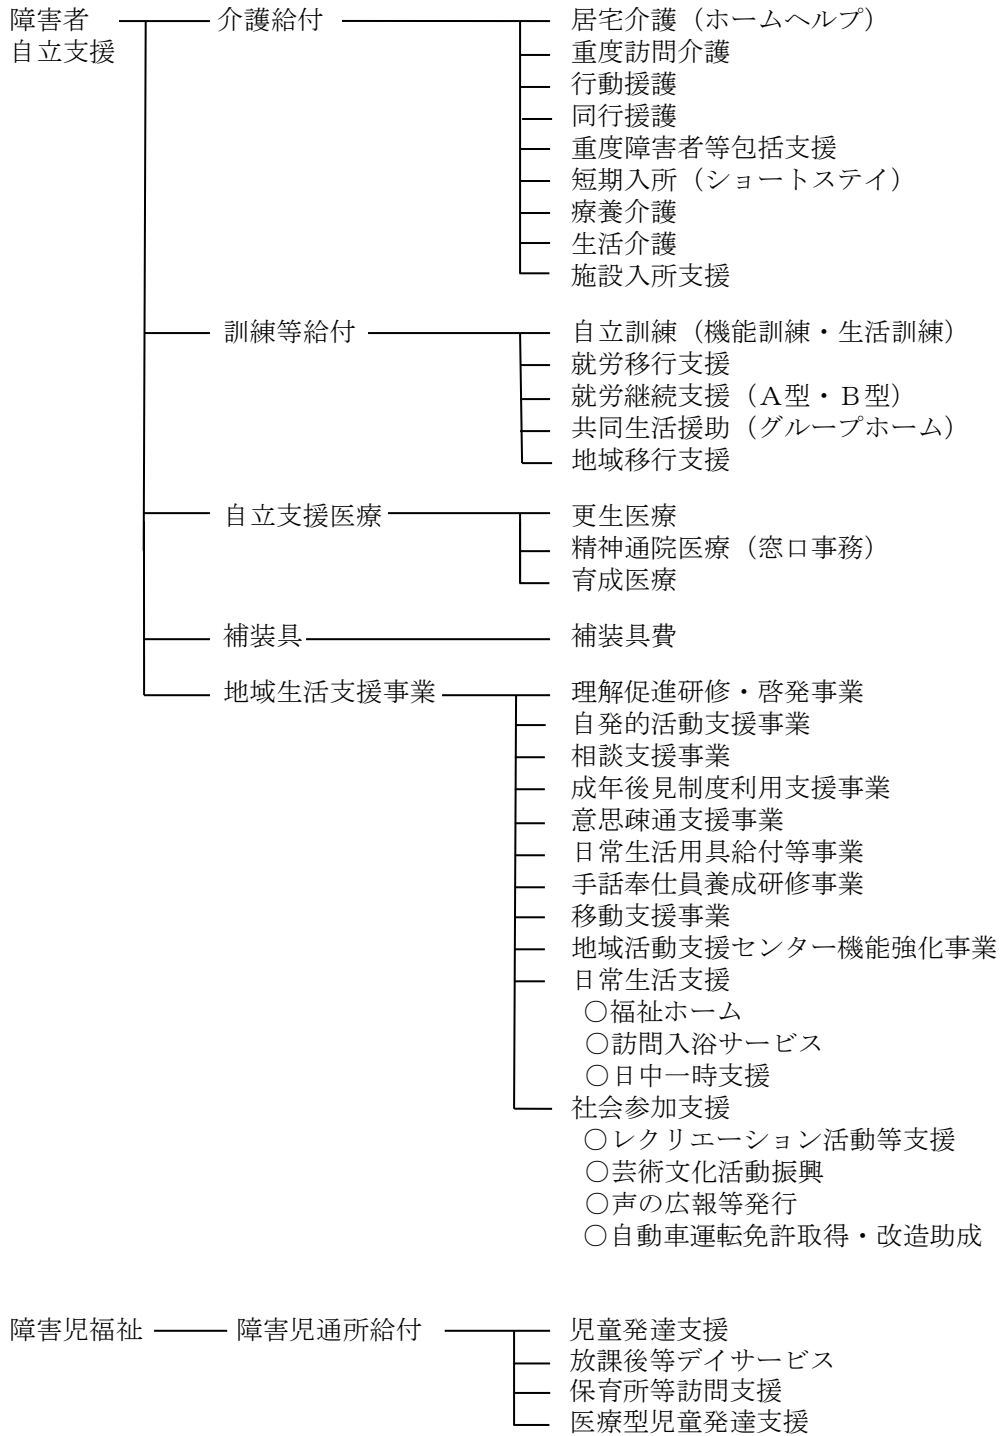 障害者 介護給付 居宅介護（ホームヘルプ）
自立支援 重度訪問介護
行動援護
同行援護
重度障害者等包括支援
短期入所（ショートステイ）
療養介護
生活介護
施設入所支援
訓練等給付 自立訓練（機能訓練・生活訓練）
就労移行支援
就労継続支援（Ａ型・Ｂ型）
共同生活援助（グループホーム）
地域移行支援
自立支援医療 更生医療
精神通院医療（窓口事務）
育成医療
補装具 補装具費
地域生活支援事業 理解促進研修・啓発事業
自発的活動支援事業
相談支援事業
成年後見制度利用支援事業
意思疎通支援事業
日常生活用具給付等事業
手話奉仕員養成研修事業
移動支援事業
地域活動支援センター機能強化事業
日常生活支援
○福祉ホーム
○訪問入浴サービス
○日中一時支援
社会参加支援
○レクリエーション活動等支援
○芸術文化活動振興
○声の広報等発行
○自動車運転免許取得・改造助成
障害児福祉 障害児通所給付 児童発達支援
放課後等デイサービス
保育所等訪問支援
医療型児童発達支援